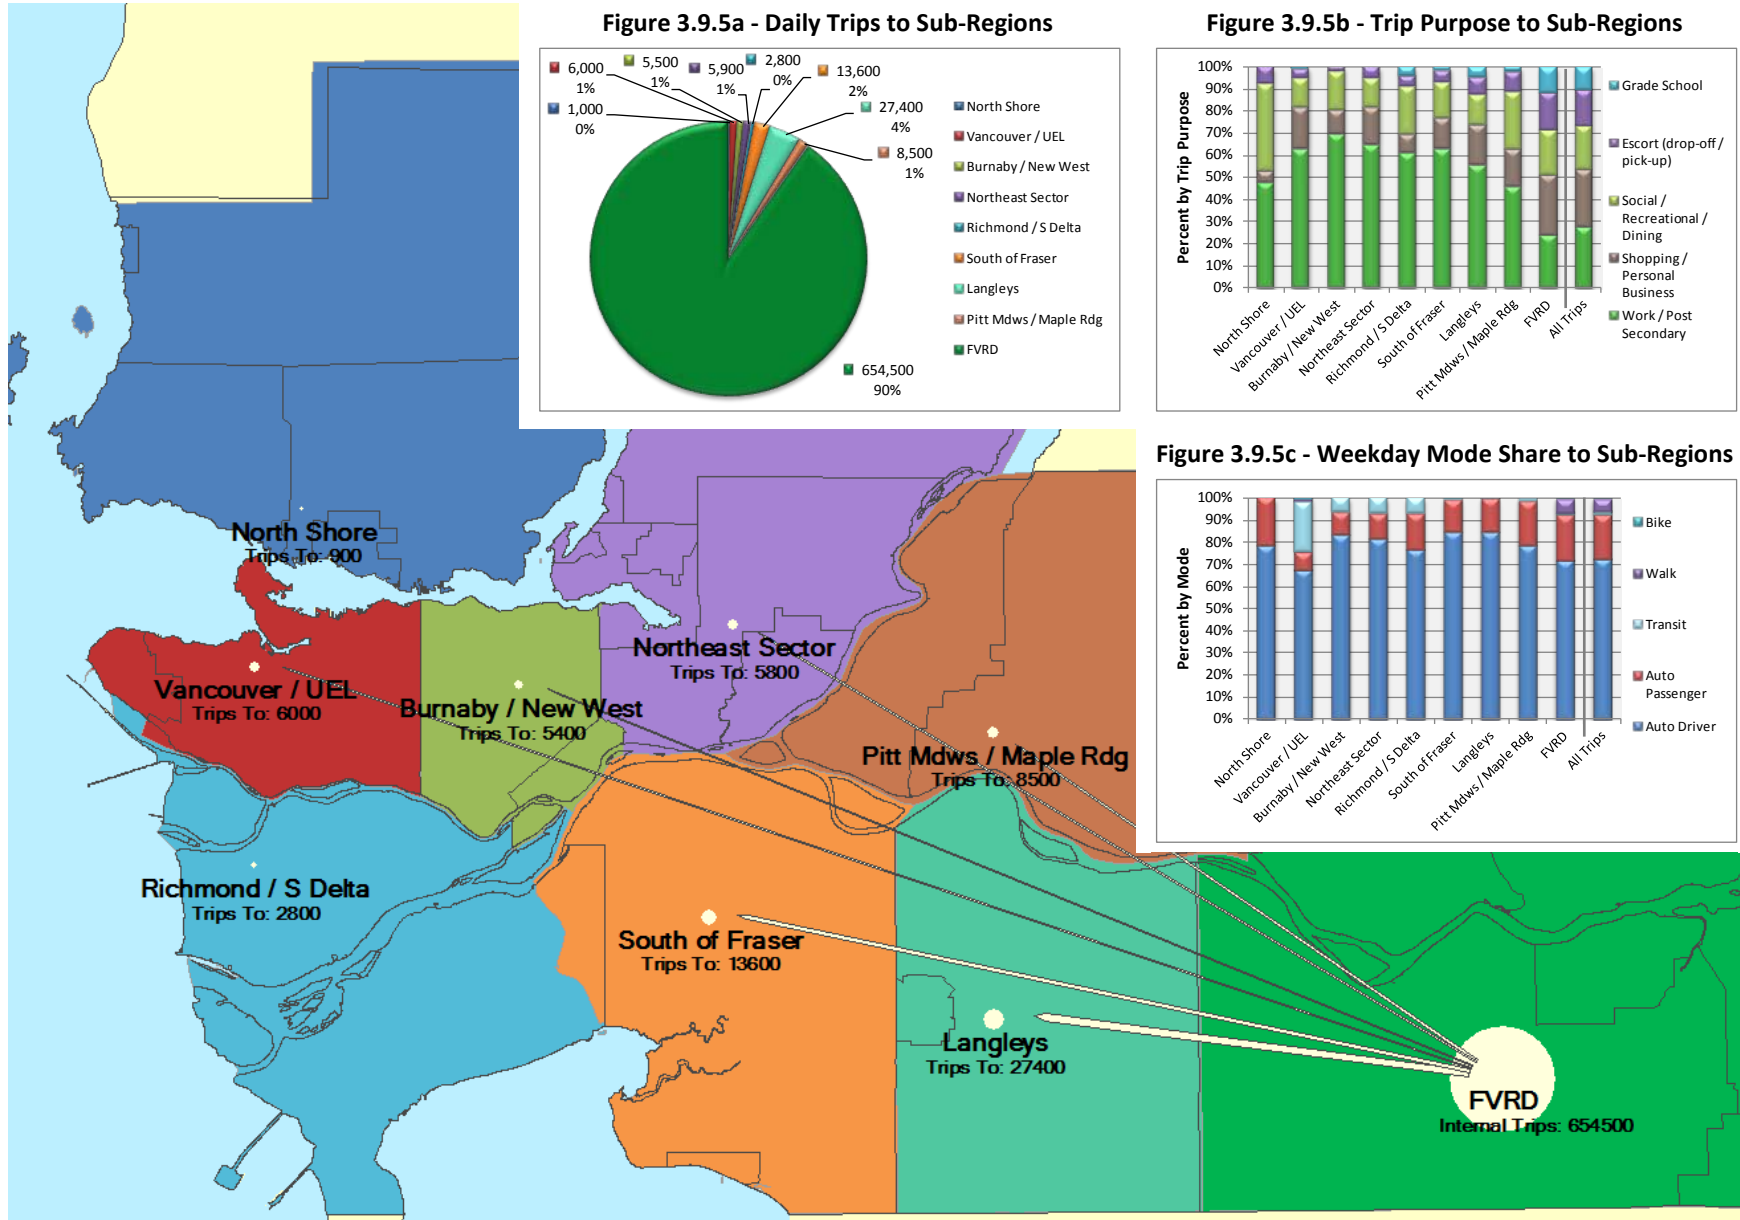 Figure 3.9.5a - Daily Trips to Sub-Regions
6,000
1%
5,500
1%
5,900
1%
2,800
0%
13,600
2%
1,000
0%
27,400
4%
8,500
1%
654,500
90%
North Shore
Vancouver / UEL
Burnaby / New West
Northeast Sector
Richmond / S Delta
South of Fraser
Langleys
Pitt Mdws / Maple Rdg
FVRD
Figure 3.9.5b - Trip Purpose to Sub-Regions
Percent by Trip Purpose
100%
90%
80%
70%
60%
50%
40%
30%
20%
10%
0%
North Shore
Vancouver / UEL
Burnaby / New West
Northeast Sector
Richmond / S Delta
South of Fraser
Langleys
Pitt Mdws / Maple Rdg
FVRD
All Trips
Grade School
Escort (drop-off /
pick-up)
Social /
Recreational /
Dining
Shopping /
Personal
Business
Work / Post
Secondary
Figure 3.9.5c - Weekday Mode Share to Sub-Regions
Percent by Mode
100%
90%
80%
70%
60%
50%
40%
30%
20%
10%
0%
North Shore
Vancouver / UEL
Burnaby / New West
Northeast Sector
Richmond / S Delta
South of Fraser
Langleys
Pitt Mdws / Maple Rdg
FVRD
All Trips
Bike
Walk
Transit
Auto
Passenger
Auto Driver
North Shore
Trips To: 900
Northeast Sector
Trips To: 5800
Vancouver / UEL
Trips To: 6000
Burnaby / New West
Trips To: 5400
Pitt Mdws / Maple Rdg
Trips To: 8500
Richmond / S Delta
Trips To: 2800
South of Fraser
Trips To: 13600
Langleys
Trips To: 27400
FVRD
Internal Trips: 654500